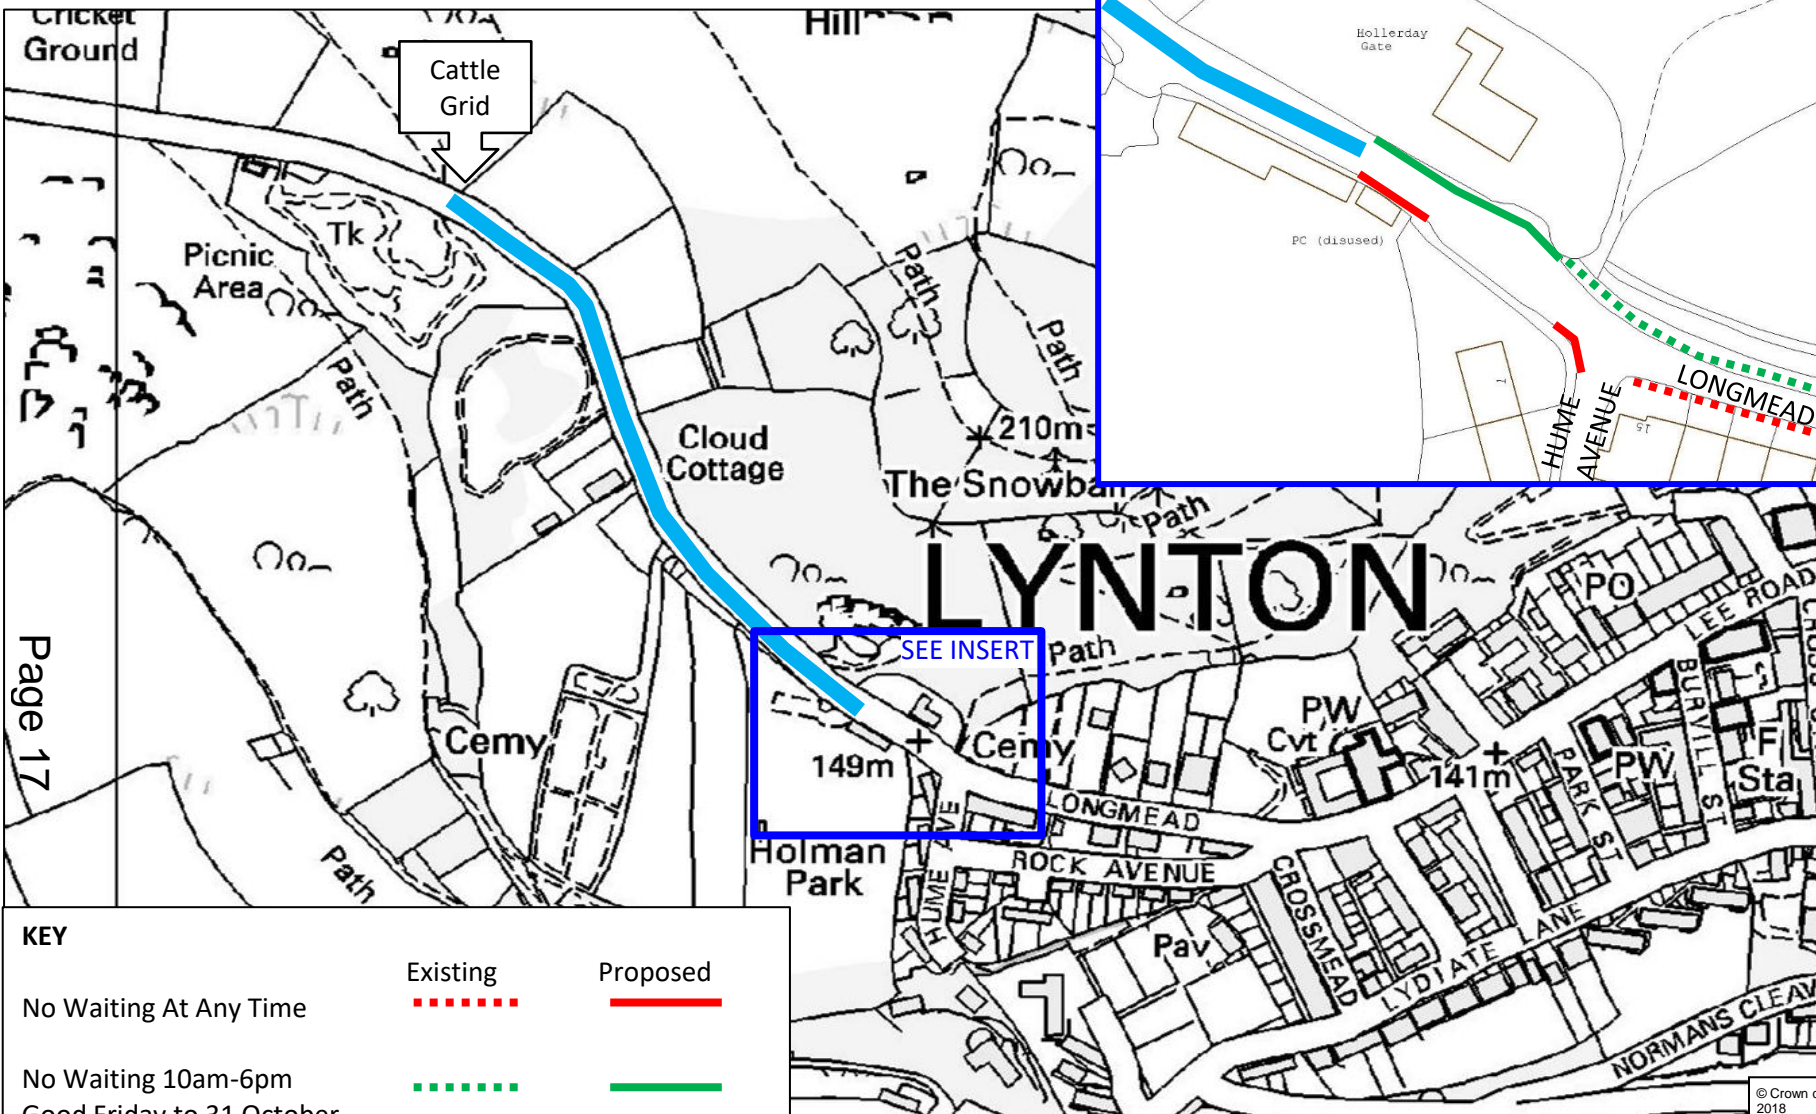 Cricket
Ground
Cattle
Grid
Hill
Hollerday
Gate
PC (disused)
HUME
AVENUE
LONGMEAD
15
Tk
Picnic
Area
Path
Path
Path
210m
Cloud
Cottage
The Snowball
Path
LYNTON
PO
LEE ROAD
SEE INSERT
Path
Page 17
Cemy
Cemy
149m
PW
Cvt
141m
PARK ST
PW
BURVILL ST
Sta
LONGMEAD
HUME AVE
Holman
Park
ROCK AVENUE
Path
HUME
CROSSMEAD
Pav
LYDIATE LANE
NORMANS CLEAV
KEY
Existing Proposed
No Waiting At Any Time
No Waiting 10am-6pm
Good Friday to 31 October
© Crown
2018